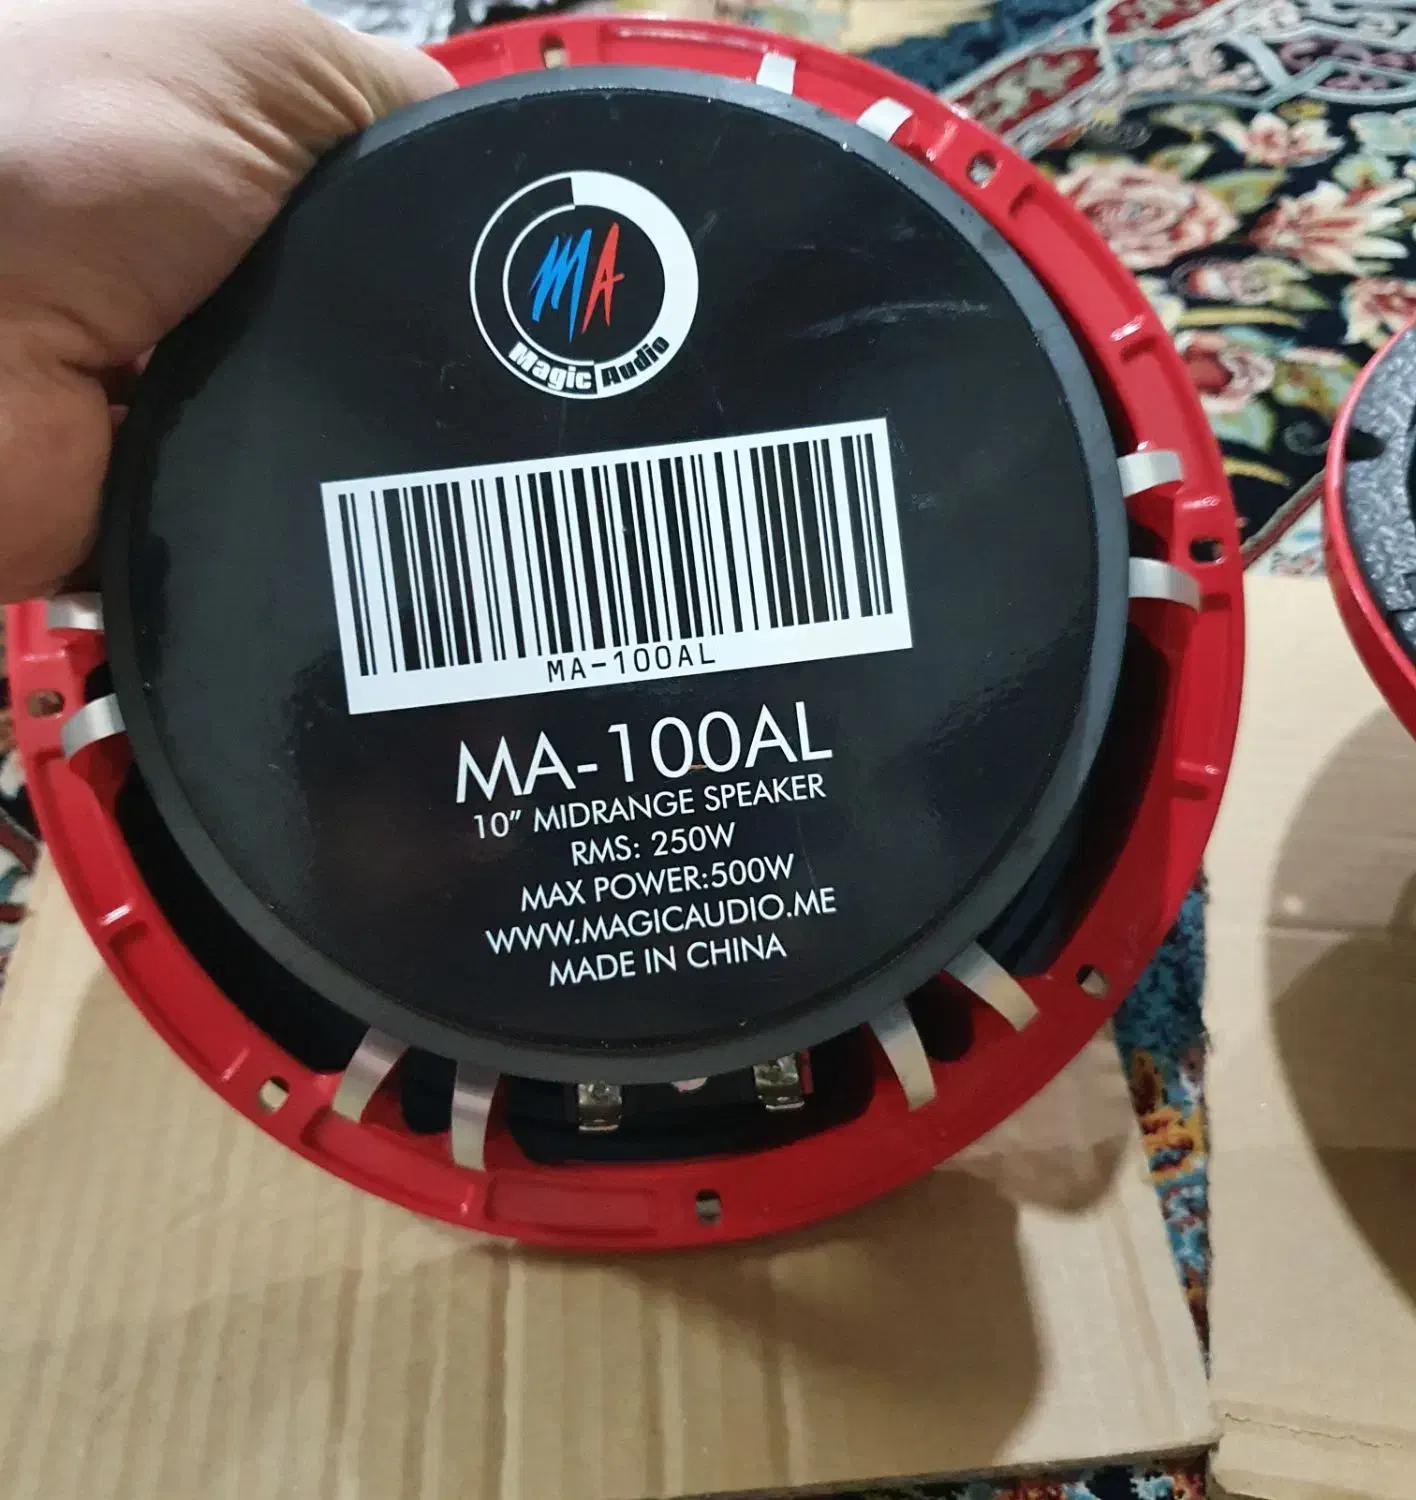 MA
Magic Audio
MA-100AL
MA-100AL
10” MIDRANGE SPEAKER
RMS: 250W
MAX POWER:500W
WWW.MAGICAUDIO.ME
MADE IN CHINA